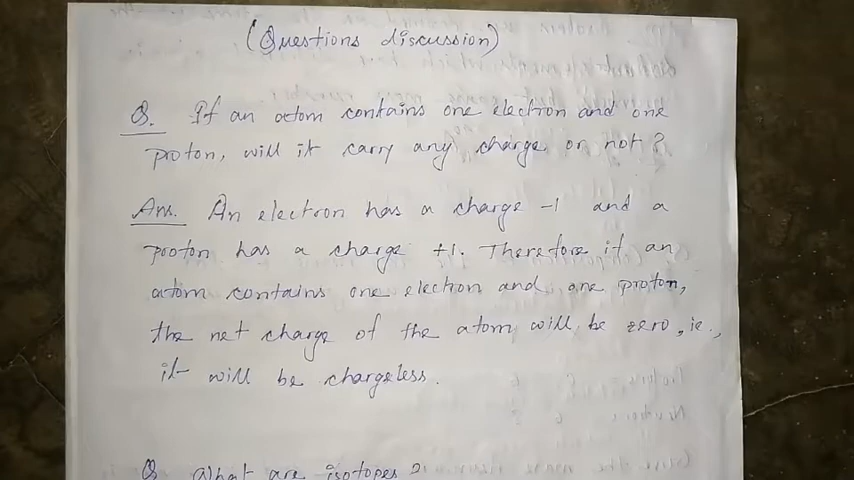 (Questions discussion)
Q. If an atom contains one electron and one
proton, will it carry any charge or not?
Ans. An electron has a charge -1 and a
proton has a charge +1. Therefore if an
atom contains one electron and one proton,
the net charge of the atom will be zero, ie.,
it will be chargeless.
Q What are isotopes?